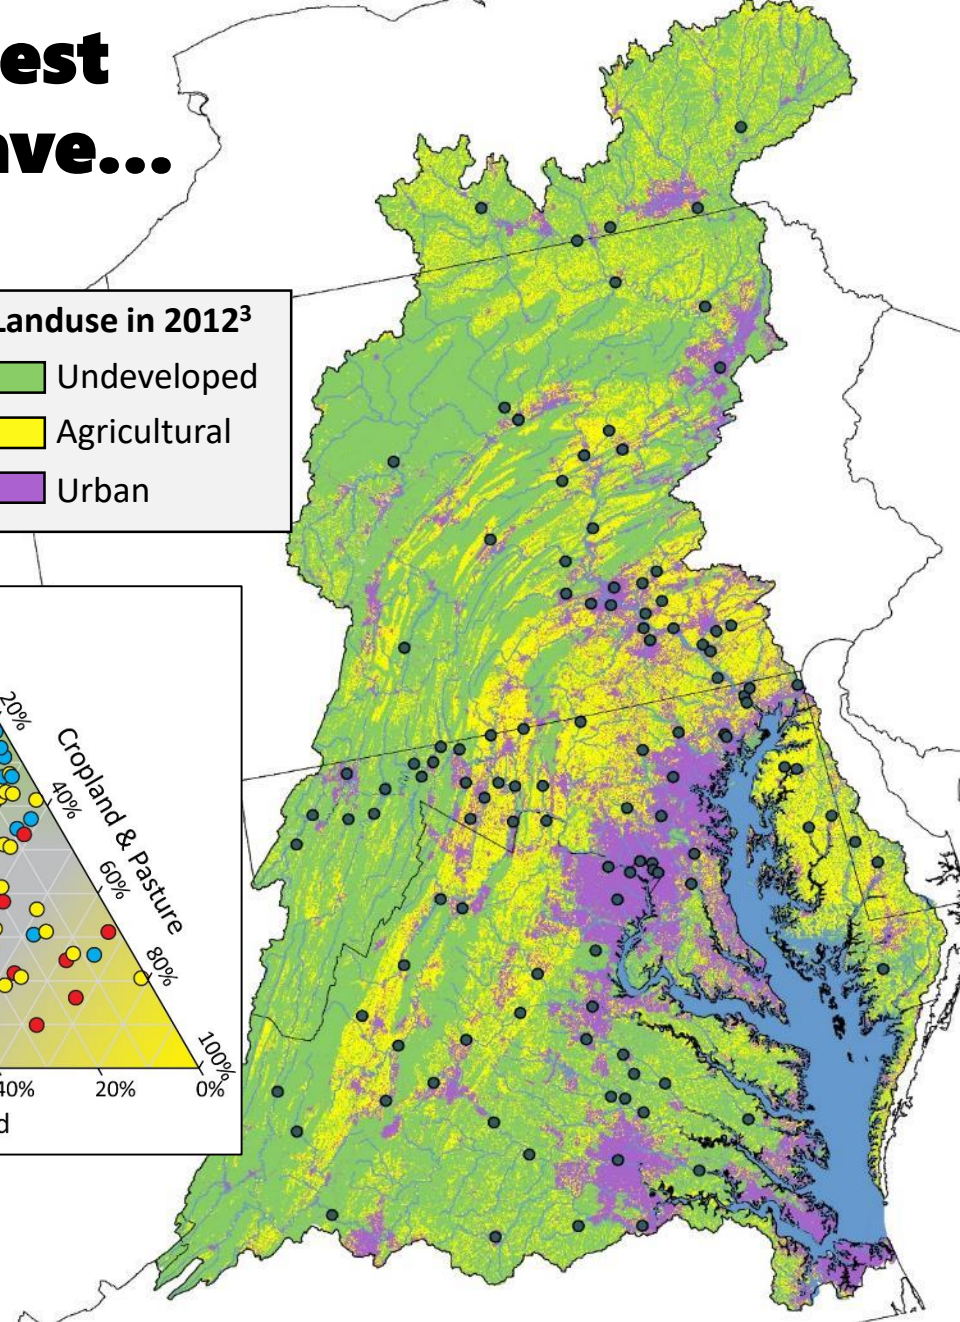 est
ave...
Landuse in 2012³
Undeveloped
Agricultural
Urban
20%
40%
Cropland & Pasture
60%
80%
100%
40%
20%
0%
d